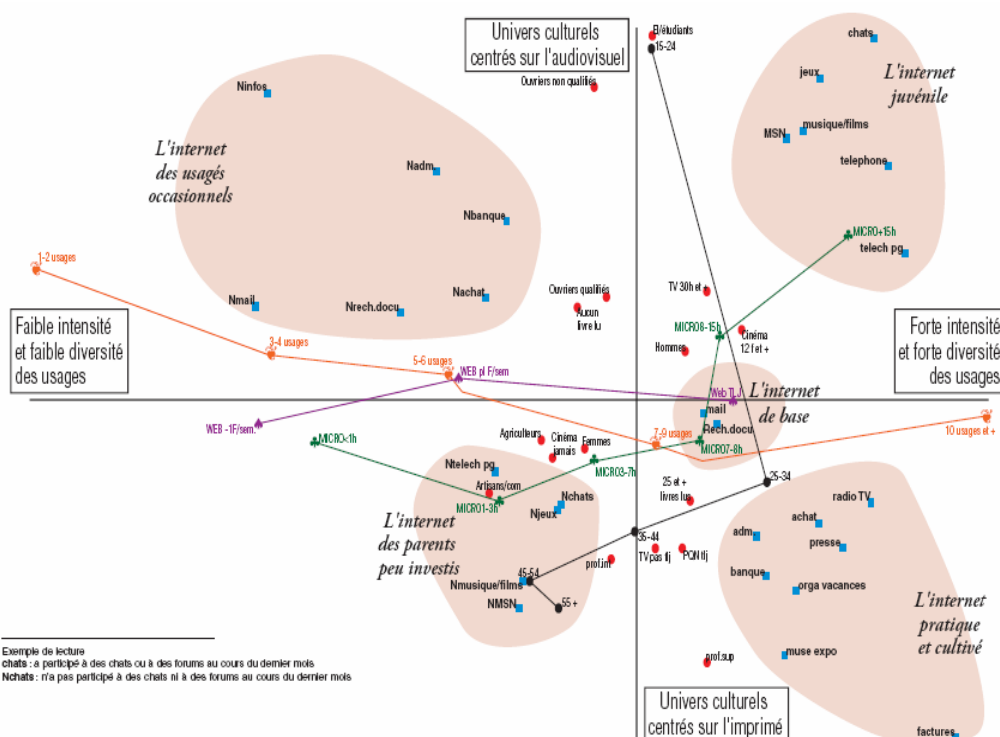 Univers culturels
centrés sur l'audiovisuel
El/étudiants
15-24
chats
Ouvriers non qualifiés
jeux
L'internet
juvénile
Ninfos
MSN
musique/films
telephone
L'internet
des usagés
occasionnels
Nadm.
Nbanque
MICRO+15h
telech pg
1-2 usages
Nmail
Nrech.docu
Nachat
Ouvriers qualifiés
Aucun
livre lu
TV 30h et +
Faible intensité
et faible diversité
des usages
MICRO8-15h
Cinéma
12 f et +
Hommes
Forte intensité
et forte diversité
des usages
3-4 usages
5-6 usages
WEB pl F/sem
Web TLJ
L'internet
de base
mail
Rech.docu
WEB -1F/sem.
MICRO<1h
Agriculteurs
Cinéma
jamais
Femmes
7-9 usages
MICRO7-8h
10 usages et +
MICRO3-7h
Ntelech pg
Artisans/com
MICRO1-3h
Nchats
Njeux
25 et +
livres lus
25-34
radio TV
L'internet
des parents
peu investis
35-44
adm.
achat
presse
prof.int
TV pas tlj
PQN tlj
45-54
Nmusique/films
NMSN
55 +
banque
orga vacances
L'internet
pratique
et cultivé
prof.sup
muse expo
Univers culturels
centrés sur l'imprimé
factures
Exemple de lecture
chats : a participé à des chats ou à des forums au cours du dernier mois
Nchats : n'a pas participé à des chats ni à des forums au cours du dernier mois